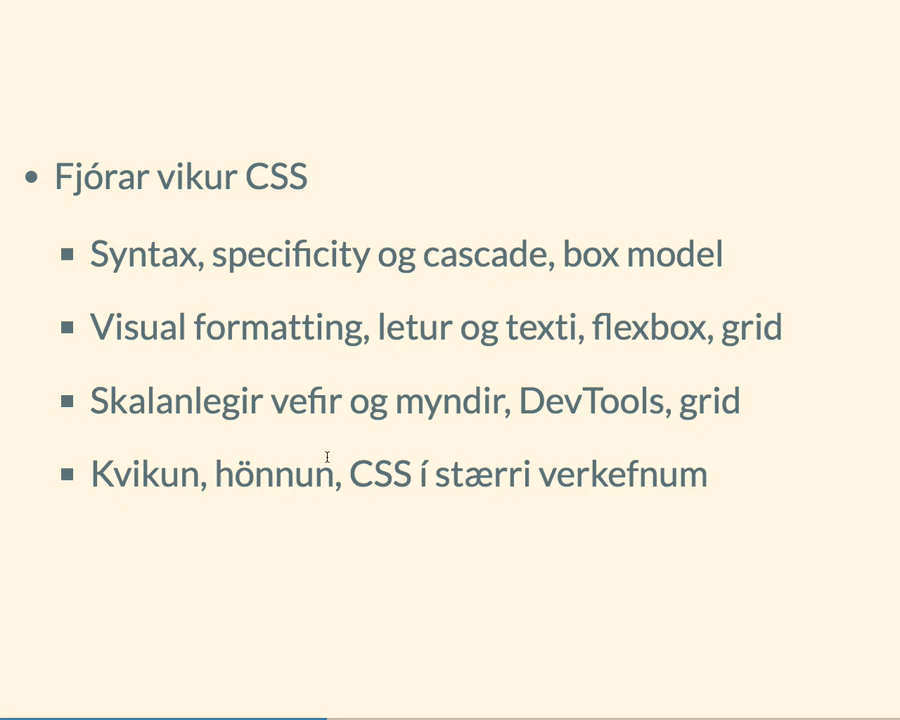 Fjórar vikur CSS
Syntax, specificity og cascade, box model
Visual formatting, letur og texti, flexbox, grid
Skalanlegir vefir og myndir, DevTools, grid
Kvikun, hönnun, CSS í stærri verkefnum